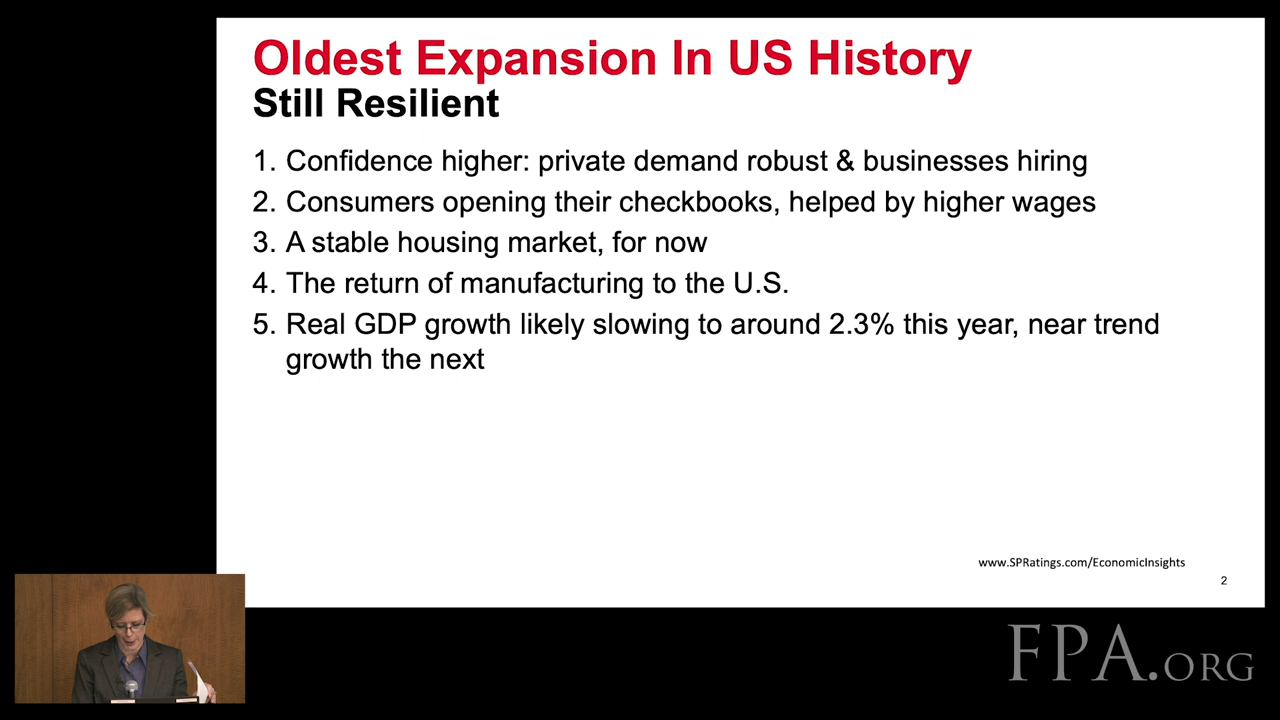 Oldest Expansion In US History
Still Resilient
1. Confidence higher: private demand robust & businesses hiring
2. Consumers opening their checkbooks, helped by higher wages
3. A stable housing market, for now
4. The return of manufacturing to the U.S.
5. Real GDP growth likely slowing to around 2.3% this year, near trend
growth the next
www.SPRatings.com/EconomicInsights
2
FPA.ORG